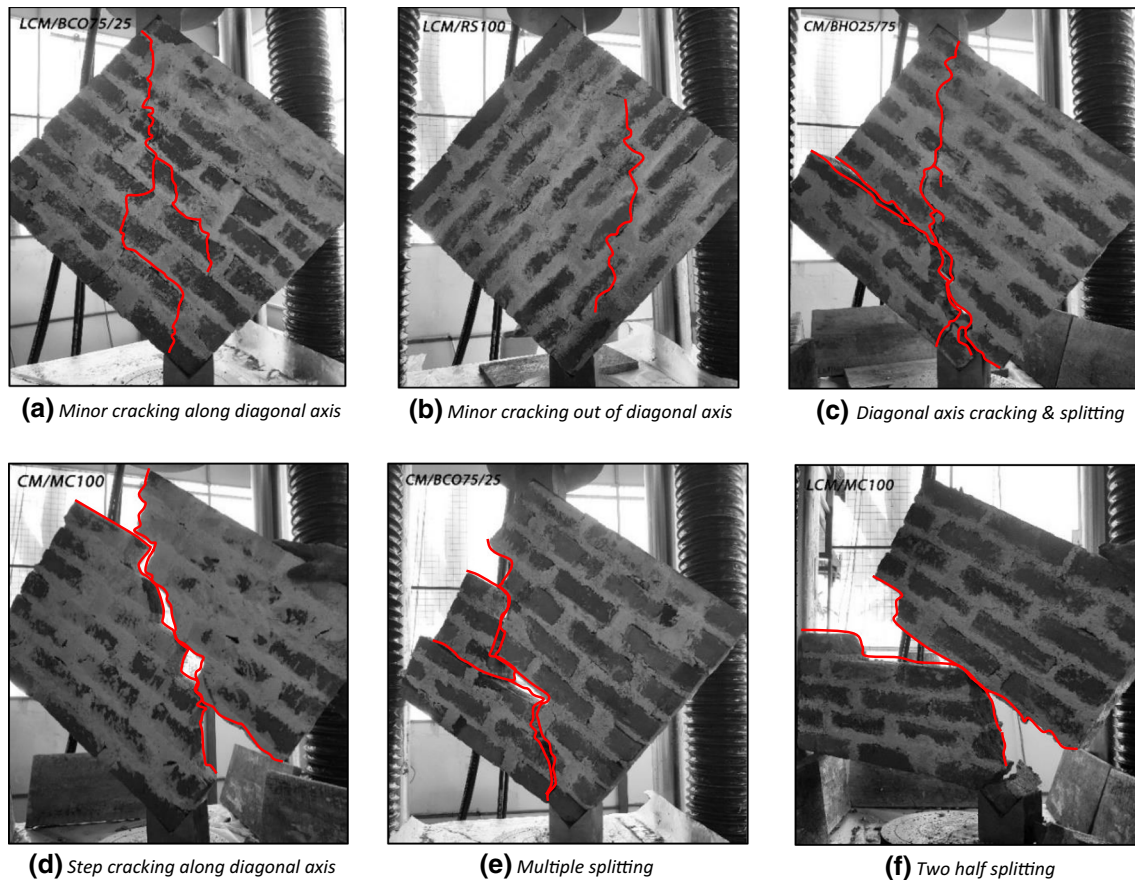 LCM/BCO75/25
LCM/RS100
CM/BHO25/75
(a) Minor cracking along diagonal axis
(b) Minor cracking out of diagonal axis
(c) Diagonal axis cracking & splitting
CM/MC100
CM/BCO75/25
LCM/MC100
(d) Step cracking along diagonal axis
(e) Multiple splitting
(f) Two half splitting